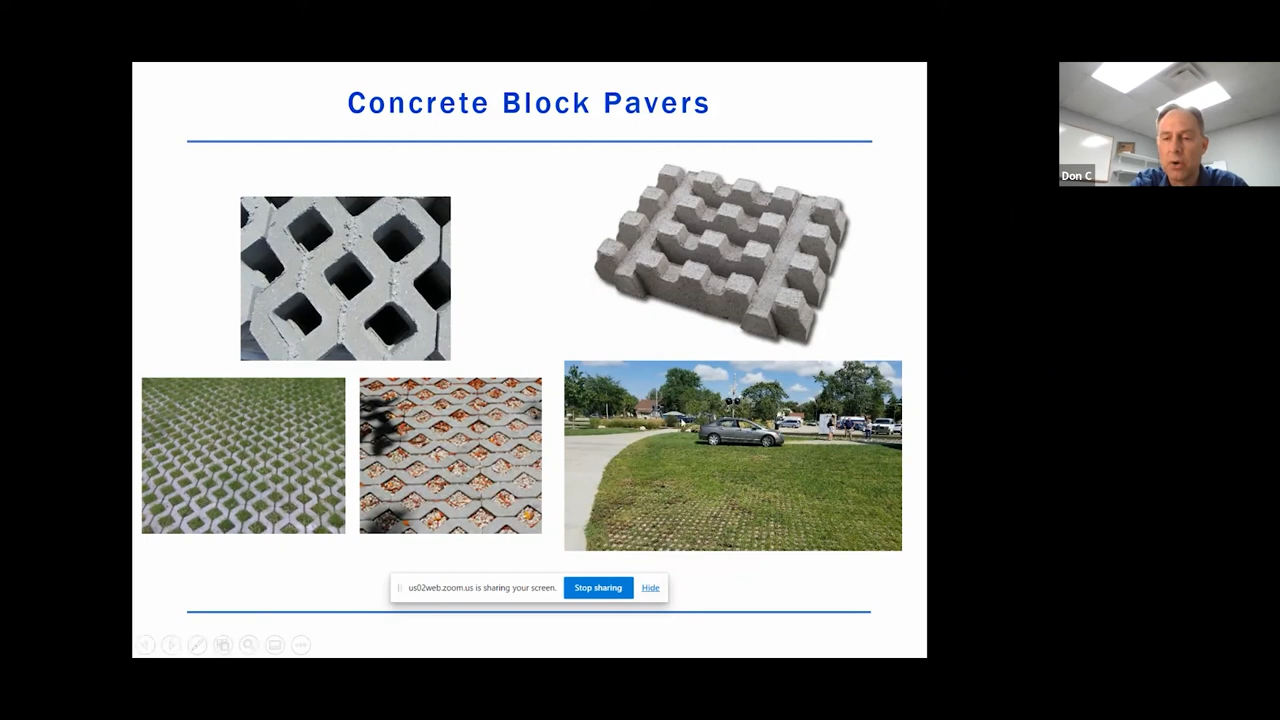 Concrete Block Pavers
Don C
us02web.zoom.us is sharing your screen.
Stop sharing
Hide